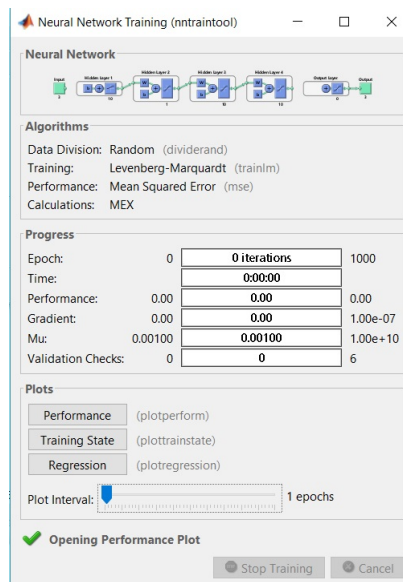 Neural Network Training (nntraintool)
Neural Network
Input Hidden Layer 1 Hidden Layer 2 Hidden Layer 3 Hidden Layer 4 Output Layer Output
Algorithms
Data Division: Random (dividerand)
Training: Levenberg-Marquardt (trainlm)
Performance: Mean Squared Error (mse)
Calculations: MEX
Progress
Epoch: 0 0 iterations 1000
Time: 0:00:00
Performance: 0.00 0.00 0.00
Gradient: 0.00 0.00 1.00e-07
Mu: 0.00100 0.00100 1.00e+10
Validation Checks: 0 0 6
Plots
Performance (plotperform)
Training State (plottrainstate)
Regression (plotregression)
Plot Interval: 1 epochs
Opening Performance Plot
Stop Training Cancel